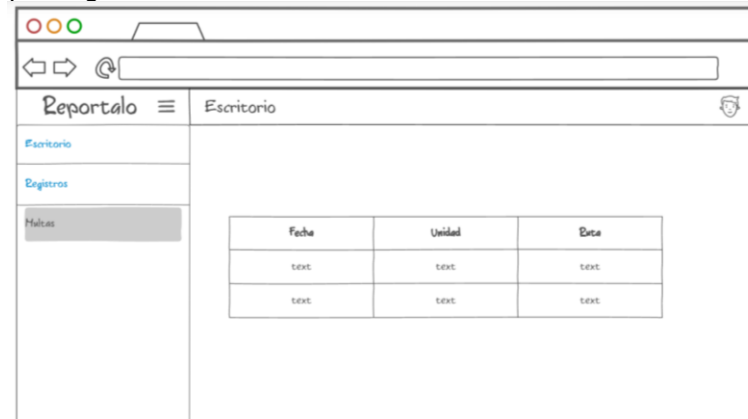 Reportalo
Escritorio
Escritorio
Registros
Multas
Fecha Unidad Ruta
text text text
text text text